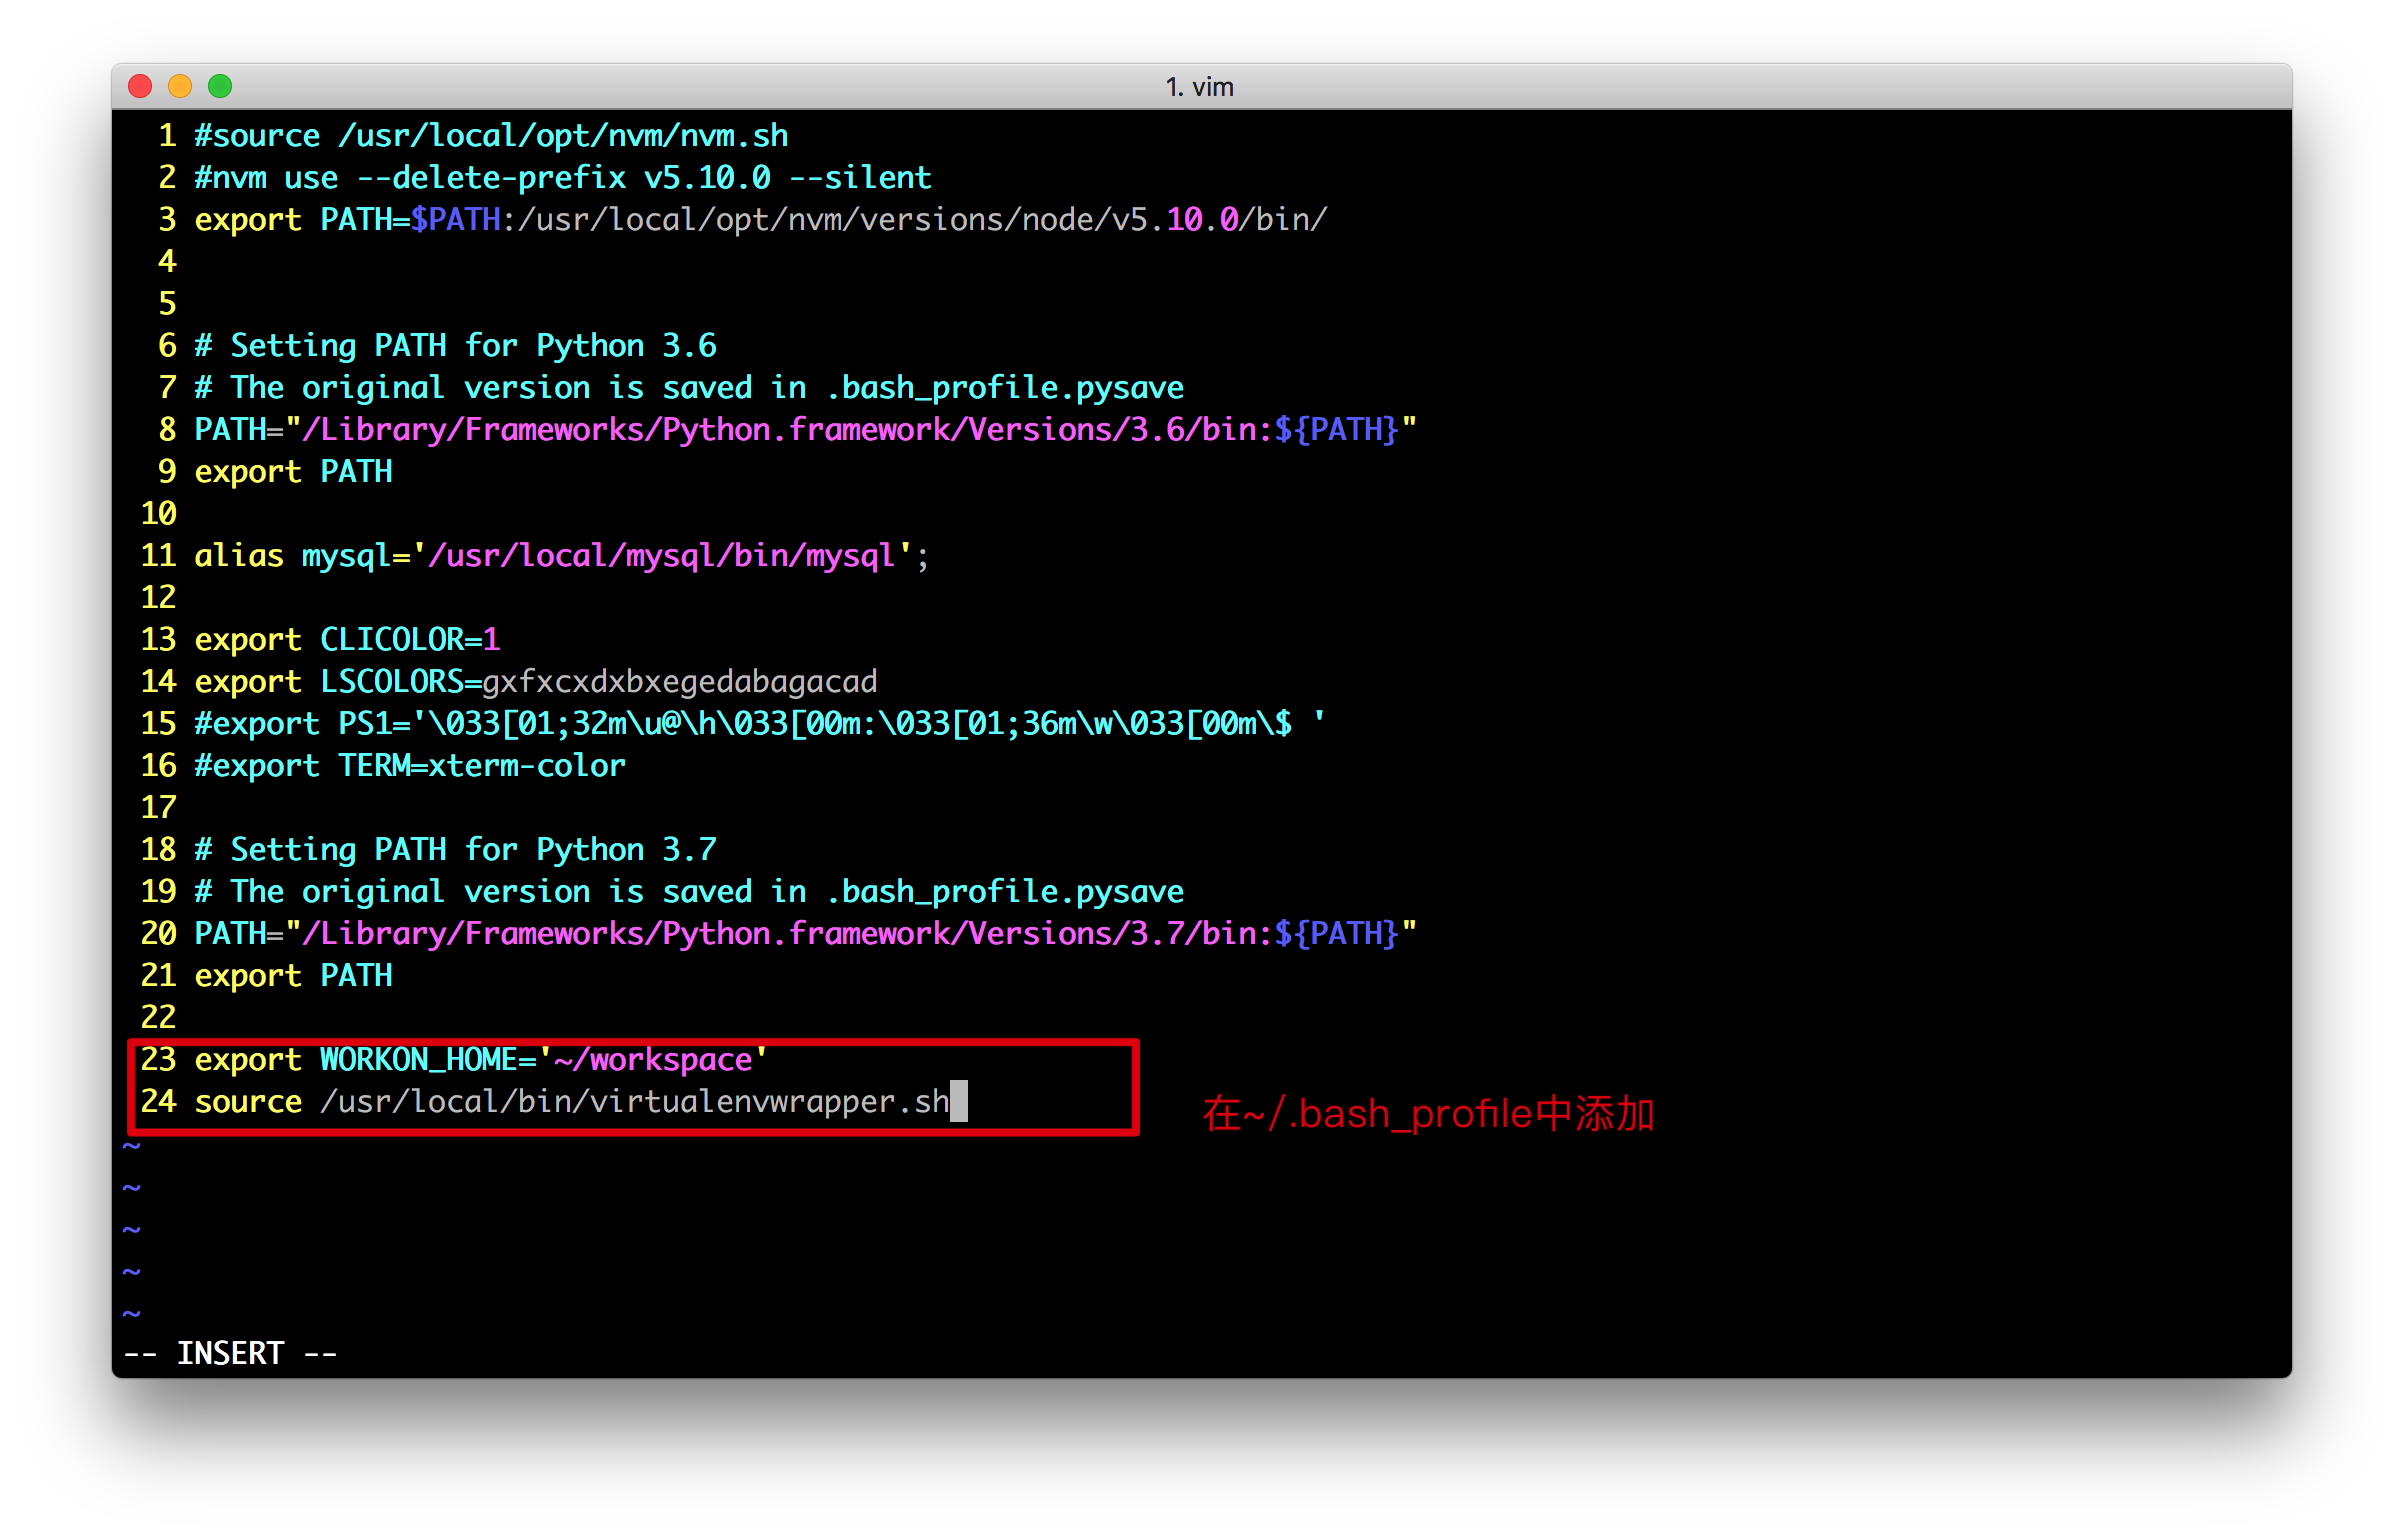 1. vim
1 #source /usr/local/opt/nvm/nvm.sh
2 #nvm use --delete-prefix v5.10.0 --silent
3 export PATH=$PATH:/usr/local/opt/nvm/versions/node/v5.10.0/bin/
4
5
6 # Setting PATH for Python 3.6
7 # The original version is saved in .bash_profile.pysave
8 PATH="/Library/Frameworks/Python.framework/Versions/3.6/bin:${PATH}"
9 export PATH
10
11 alias mysql='/usr/local/mysql/bin/mysql';
12
13 export CLICOLOR=1
14 export LSCOLORS=gxfxcxdxbxegedabagacad
15 #export PS1='\033[01;32m\u@\h\033[00m:\033[01;36m\w\033[00m\$ '
16 #export TERM=xterm-color
17
18 # Setting PATH for Python 3.7
19 # The original version is saved in .bash_profile.pysave
20 PATH="/Library/Frameworks/Python.framework/Versions/3.7/bin:${PATH}"
21 export PATH
22
23 export WORKON_HOME='~/workspace'
24 source /usr/local/bin/virtualenvwrapper.sh
在~/.bash_profile中添加
~
~
~
~
~
-- INSERT --